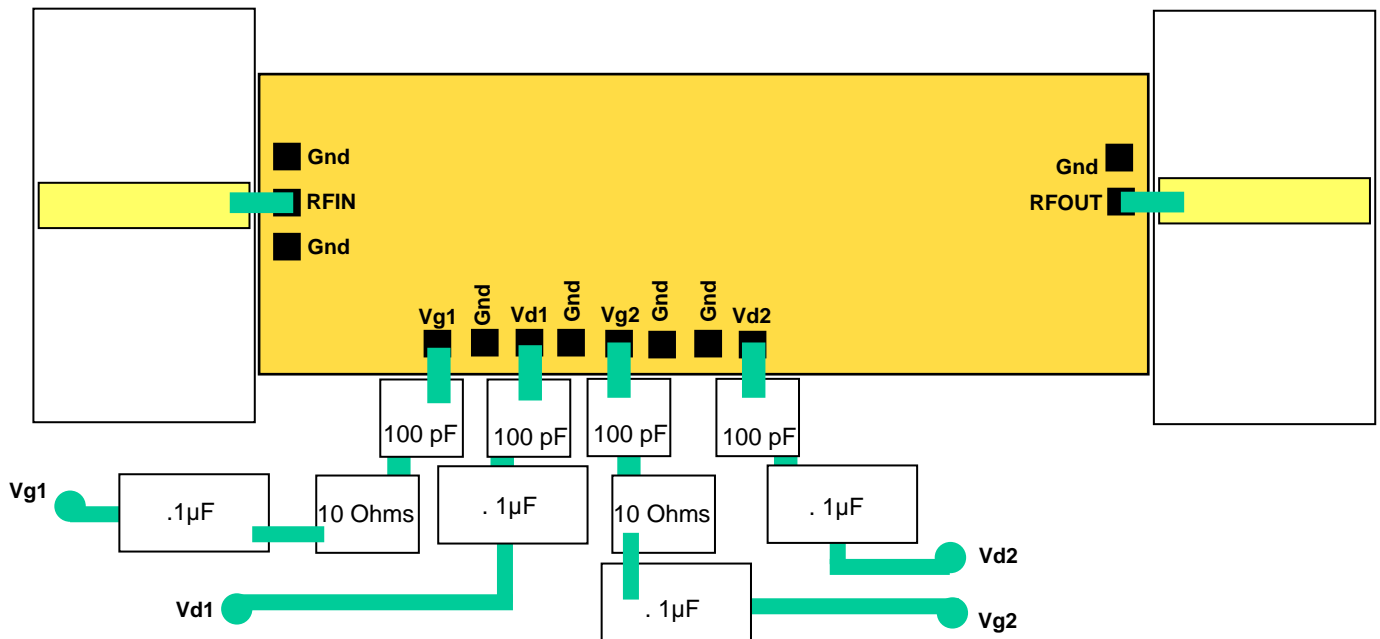 Gnd
Gnd
RFIN
RFOUT
Gnd
Vg1
Gnd
Vd1
Gnd
Vg2
Gnd
Gnd
Vd2
100 pF
100 pF
100 pF
100 pF
Vg1
.1µF
10 Ohms
. 1µF
10 Ohms
. 1µF
Vd2
Vd1
. 1µF
Vg2